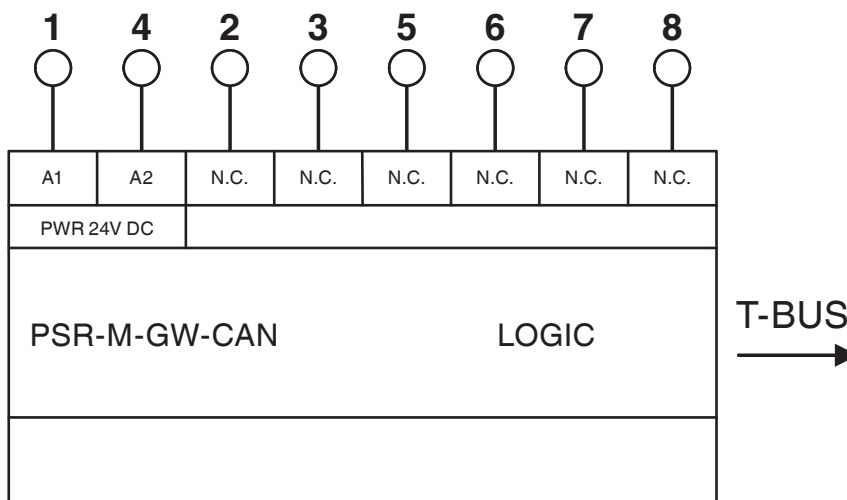 1 4 2 3 5 6 7 8
A1 A2 N.C. N.C. N.C. N.C. N.C. N.C.
PWR 24V DC
T-BUS
PSR-M-GW-CAN LOGIC